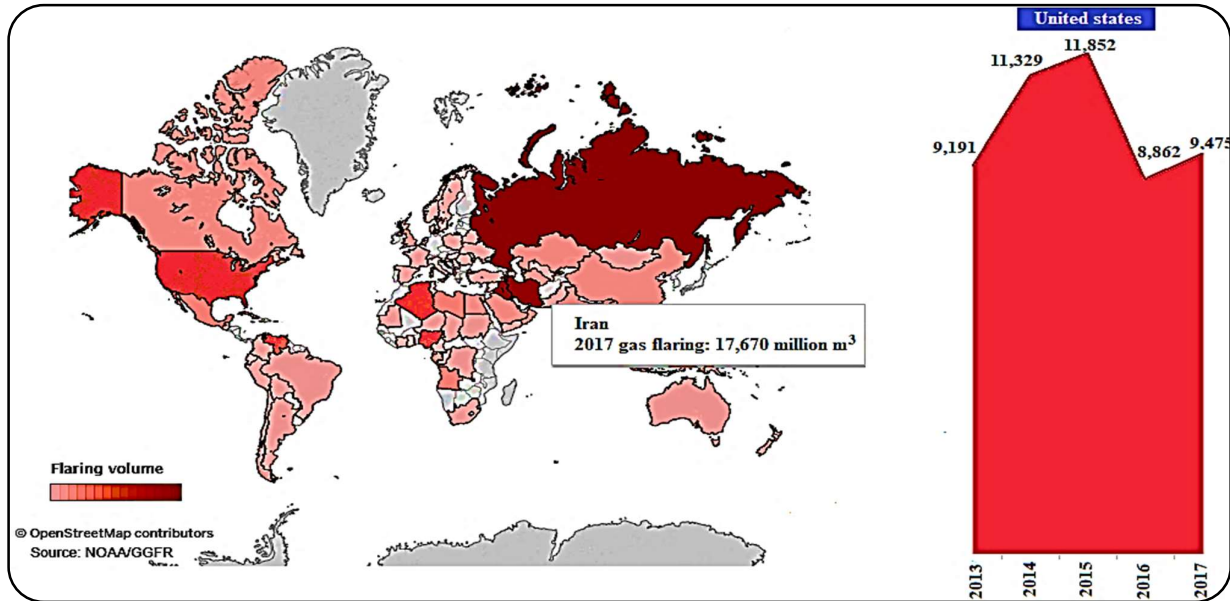 United states
11,852
11,329
9,191
8,862
9,475
Iran
2017 gas flaring: 17,670 million m³
Flaring volume
© OpenStreetMap contributors
Source: NOAA/GGFR
2013
2014
2015
2016
2017